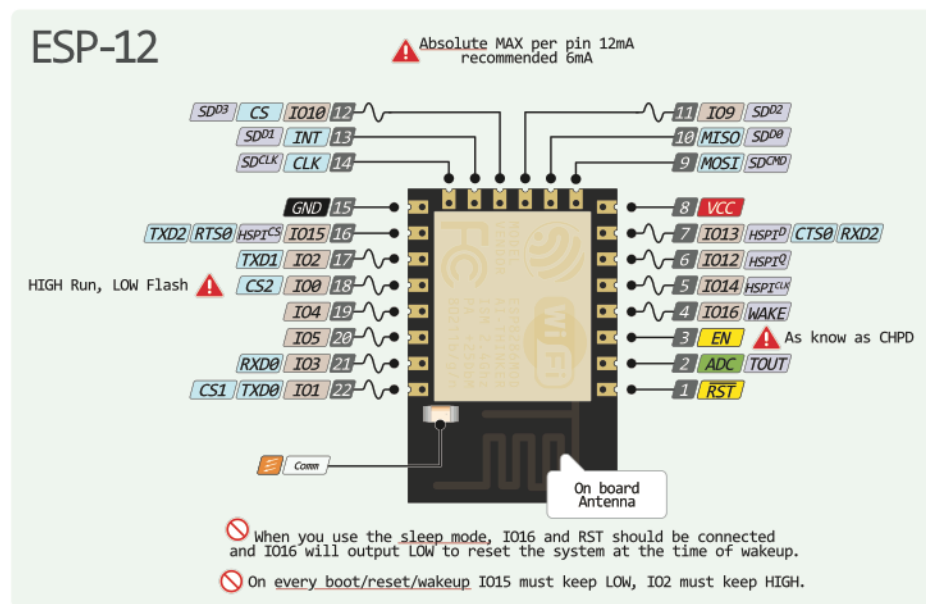 ESP-12
Absolute MAX per pin 12mA
recommended 6mA
SDD3 CS IO10 12
SDD1 INT 13
SDCLK CLK 14
11 IO9 SDD2
10 MISO SDD0
9 MOSI SDCMD
GND 15
TXD2 RTS0 HSPICS IO15 16
TXD1 IO2 17
HIGH Run, LOW Flash CS2 IO0 18
IO4 19
IO5 20
RXD0 IO3 21
CS1 TXD0 IO1 22
8 VCC
7 IO13 HSPID CTS0 RXD2
6 IO12 HSPIQ
5 IO14 HSPICLK
4 IO16 WAKE
3 EN As know as CHPD
2 ADC TOUT
1 RST
FC
Wi Fi
Comm
On board
Antenna
When you use the sleep mode, IO16 and RST should be connected
and IO16 will output LOW to reset the system at the time of wakeup.
On every boot/reset/wakeup IO15 must keep LOW, IO2 must keep HIGH.